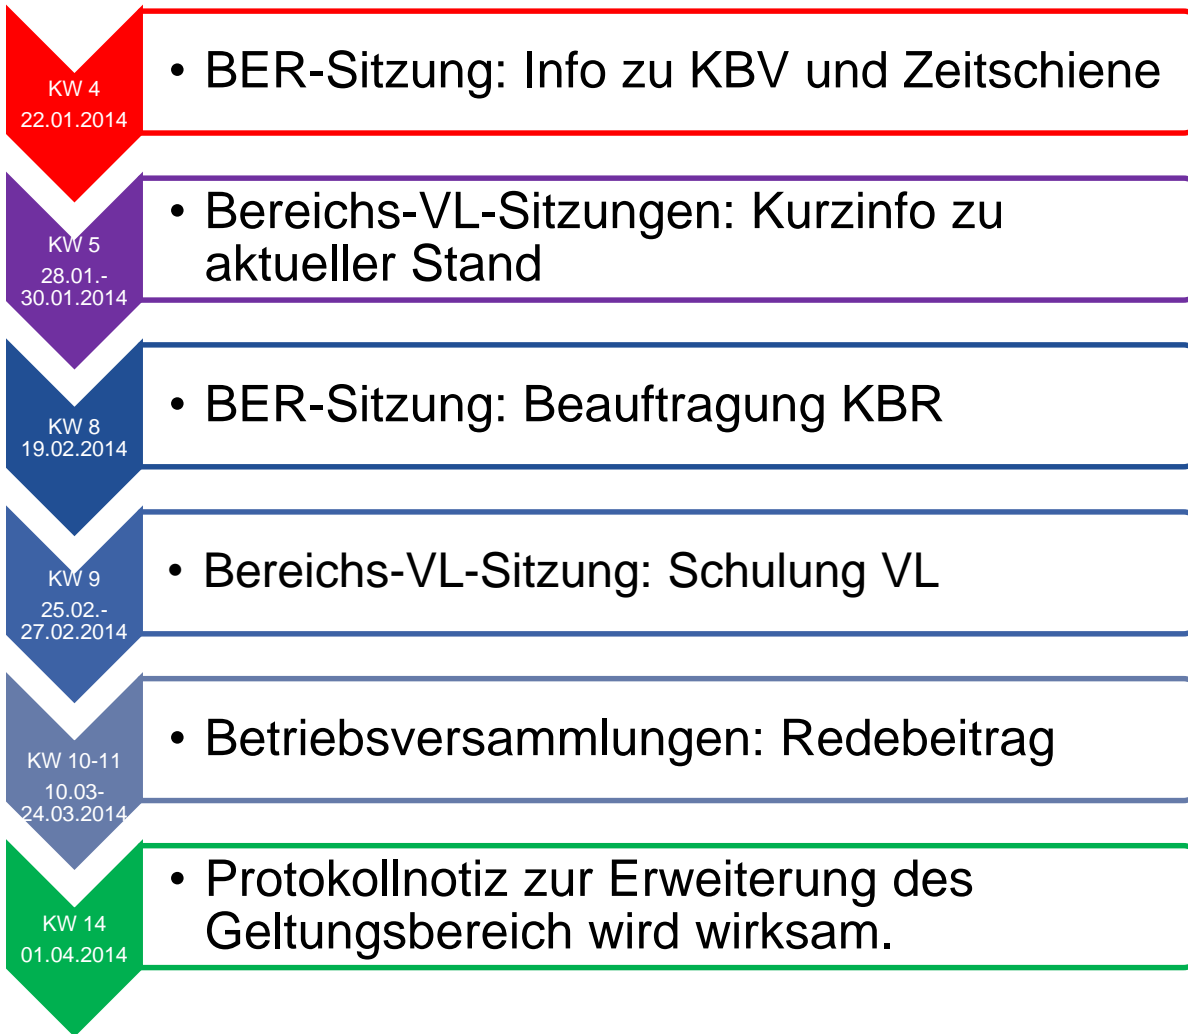 KW 4
22.01.2014
• BER-Sitzung: Info zu KBV und Zeitschiene
KW 5
28.01.-
30.01.2014
• Bereichs-VL-Sitzungen: Kurzinfo zu
aktueller Stand
KW 8
19.02.2014
• BER-Sitzung: Beauftragung KBR
KW 9
25.02.-
27.02.2014
• Bereichs-VL-Sitzung: Schulung VL
KW 10-11
10.03-
24.03.2014
• Betriebsversammlungen: Redebeitrag
KW 14
01.04.2014
• Protokollnotiz zur Erweiterung des
Geltungsbereich wird wirksam.